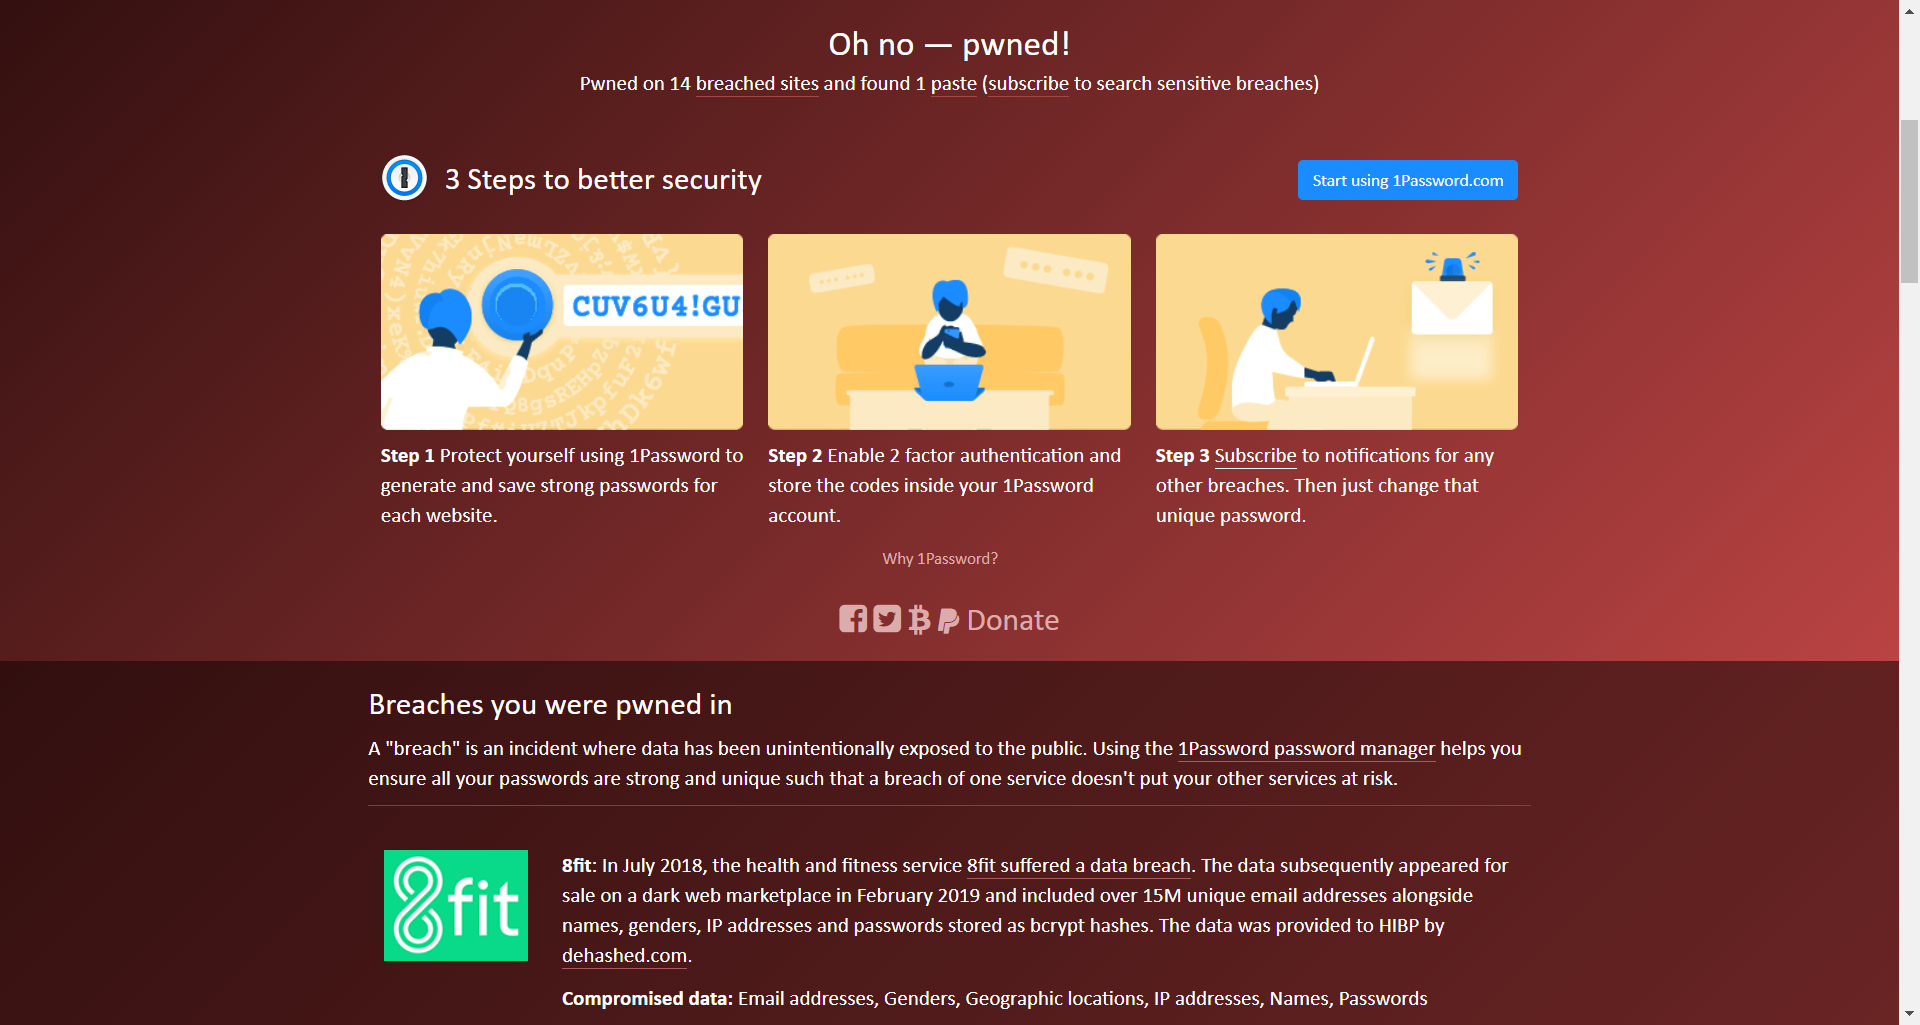 Oh no — pwned!
Pwned on 14 breached sites and found 1 paste (subscribe to search sensitive breaches)
3 Steps to better security
Start using 1Password.com
CUV6U4!GU
Step 1 Protect yourself using 1Password to
generate and save strong passwords for
each website.
Step 2 Enable 2 factor authentication and
store the codes inside your 1Password
account.
Step 3 Subscribe to notifications for any
other breaches. Then just change that
unique password.
Why 1Password?
Donate
Breaches you were pwned in
A "breach" is an incident where data has been unintentionally exposed to the public. Using the 1Password password manager helps you
ensure all your passwords are strong and unique such that a breach of one service doesn't put your other services at risk.
8fit
8fit: In July 2018, the health and fitness service 8fit suffered a data breach. The data subsequently appeared for
sale on a dark web marketplace in February 2019 and included over 15M unique email addresses alongside
names, genders, IP addresses and passwords stored as bcrypt hashes. The data was provided to HIBP by
dehashed.com.
Compromised data: Email addresses, Genders, Geographic locations, IP addresses, Names, Passwords